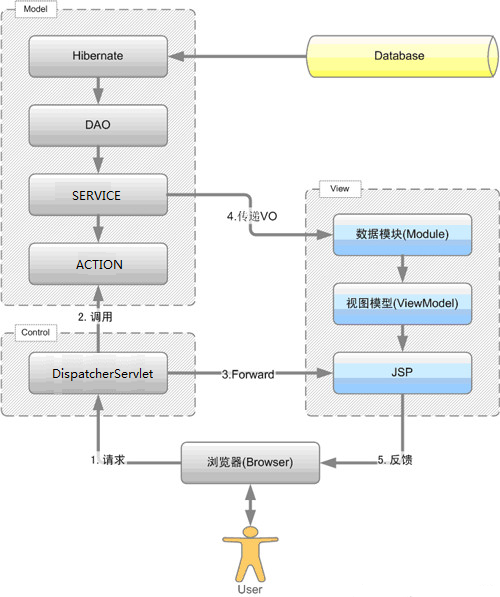 Model
Hibernate
Database
DAO
SERVICE
View
4.传递VO
数据模块(Module)
ACTION
视图模型(ViewModel)
2. 调用
Control
DispatcherServlet
3.Forward
JSP
1. 请求
浏览器(Browser)
5. 反馈
User